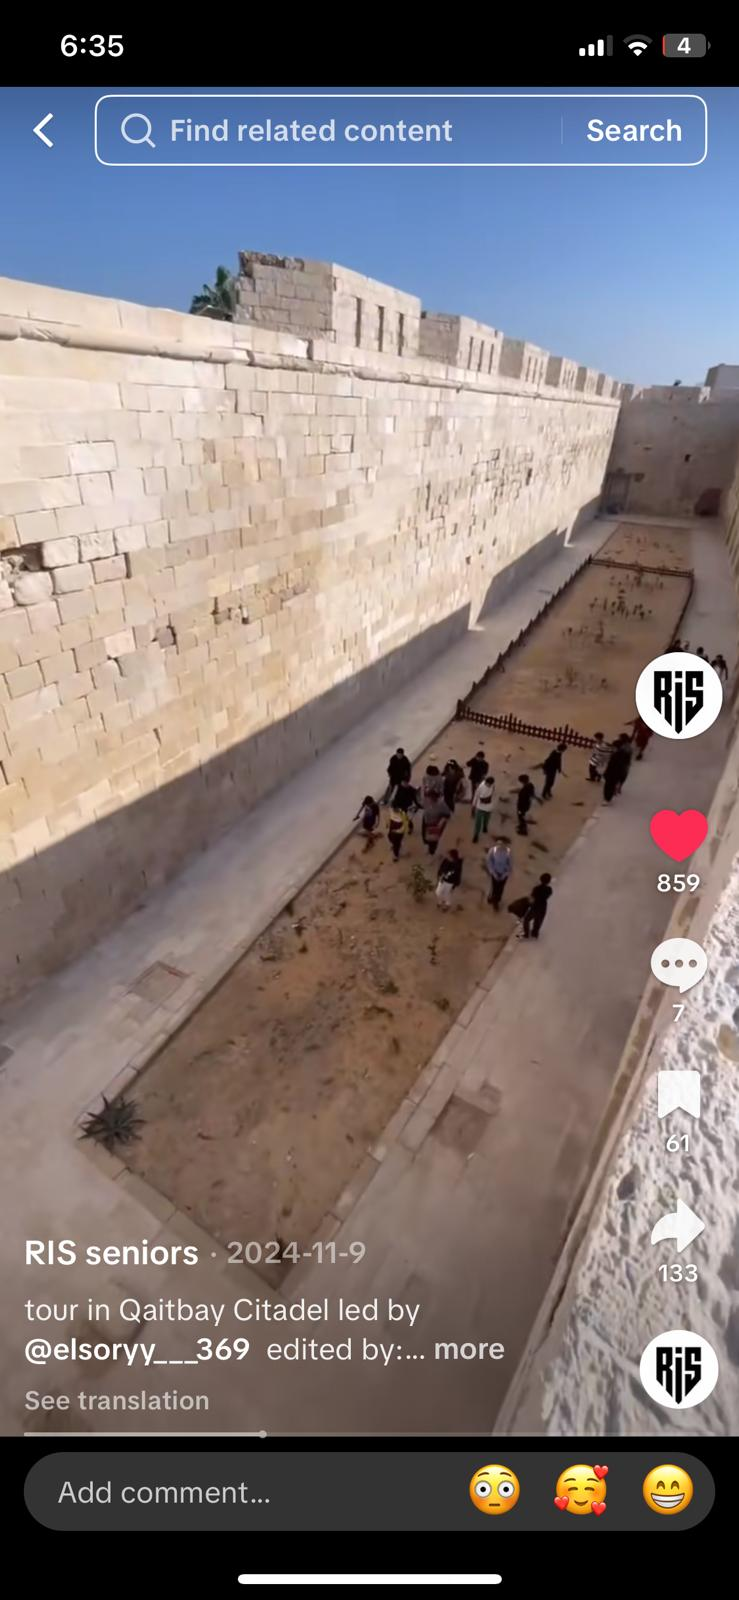 6:35
4
Find related content
Search
RiS
859
7
61
133
RIS seniors · 2024-11-9
tour in Qaitbay Citadel led by
@elsoryy___369 edited by:... more
See translation
RiS
Add comment...